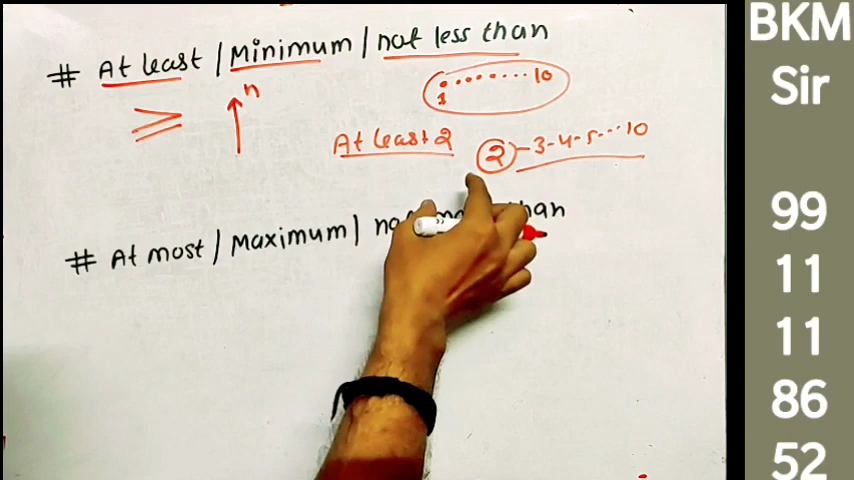 # At least / Minimum / not less than
1 ........ 10
≥ ↑n
At least 2 2-3-4-5...10
# At most / Maximum / than
BKM
Sir
99
11
11
86
52